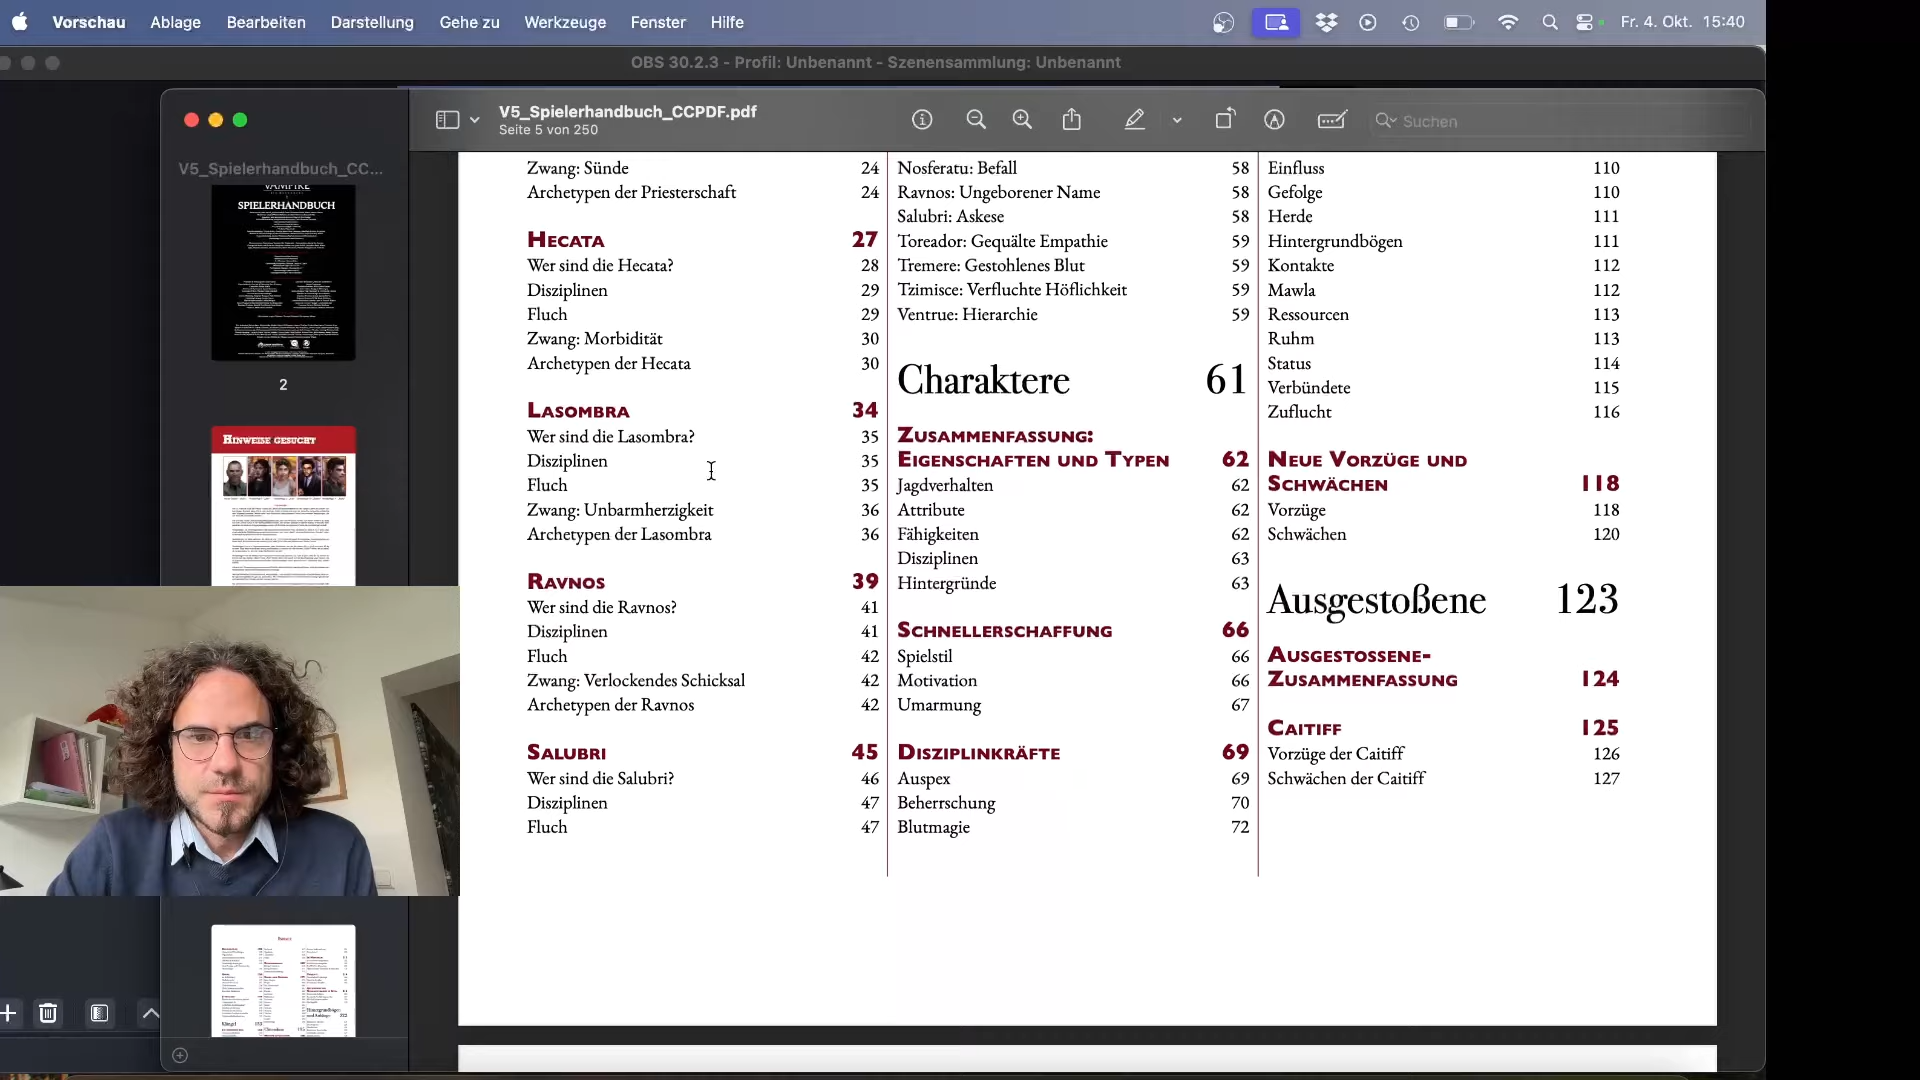 Vorschau Ablage Bearbeiten Darstellung Gehe zu Werkzeuge Fenster Hilfe Fr. 4. Okt. 15:40
OBS 30.2.3 - Profil: Unbenannt - Szenensammlung: Unbenannt
V5_Spielerhandbuch_CCPDF.pdf
Seite 5 von 250
Suchen
V5_Spielerhandbuch_CC...
VAMPIRE
SPIELERHANDBUCH
2
HINWEISE GESUCHT
Zwang: Sünde 24
Archetypen der Priesterschaft 24
HECATA 27
Wer sind die Hecata? 28
Disziplinen 29
Fluch 29
Zwang: Morbidität 30
Archetypen der Hecata 30
LASOMBRA 34
Wer sind die Lasombra? 35
Disziplinen 35
Fluch 35
Zwang: Unbarmherzigkeit 36
Archetypen der Lasombra 36
RAVNOS 39
Wer sind die Ravnos? 41
Disziplinen 41
Fluch 42
Zwang: Verlockendes Schicksal 42
Archetypen der Ravnos 42
SALUBRI 45
Wer sind die Salubri? 46
Disziplinen 47
Fluch 47
Nosferatu: Befall 58
Ravnos: Ungeborener Name 58
Salubri: Askese 58
Toreador: Gequälte Empathie 59
Tremere: Gestohlenes Blut 59
Tzimisce: Verfluchte Höflichkeit 59
Ventrue: Hierarchie 59
Charaktere 61
ZUSAMMENFASSUNG:
EIGENSCHAFTEN UND TYPEN 62
Jagdverhalten 62
Attribute 62
Fähigkeiten 62
Disziplinen 63
Hintergründe 63
SCHNELLERSCHAFFUNG 66
Spielstil 66
Motivation 66
Umarmung 67
DISZIPLINKRÄFTE 69
Auspex 69
Beherrschung 70
Blutmagie 72
Einfluss 110
Gefolge 110
Herde 111
Hintergrundbögen 111
Kontakte 112
Mawla 112
Ressourcen 113
Ruhm 113
Status 114
Verbündete 115
Zuflucht 116
NEUE VORZÜGE UND
SCHWÄCHEN 118
Vorzüge 118
Schwächen 120
Ausgestoßene 123
AUSGESTOSSENE-
ZUSAMMENFASSUNG 124
CAITIFF 125
Vorzüge der Caitiff 126
Schwächen der Caitiff 127